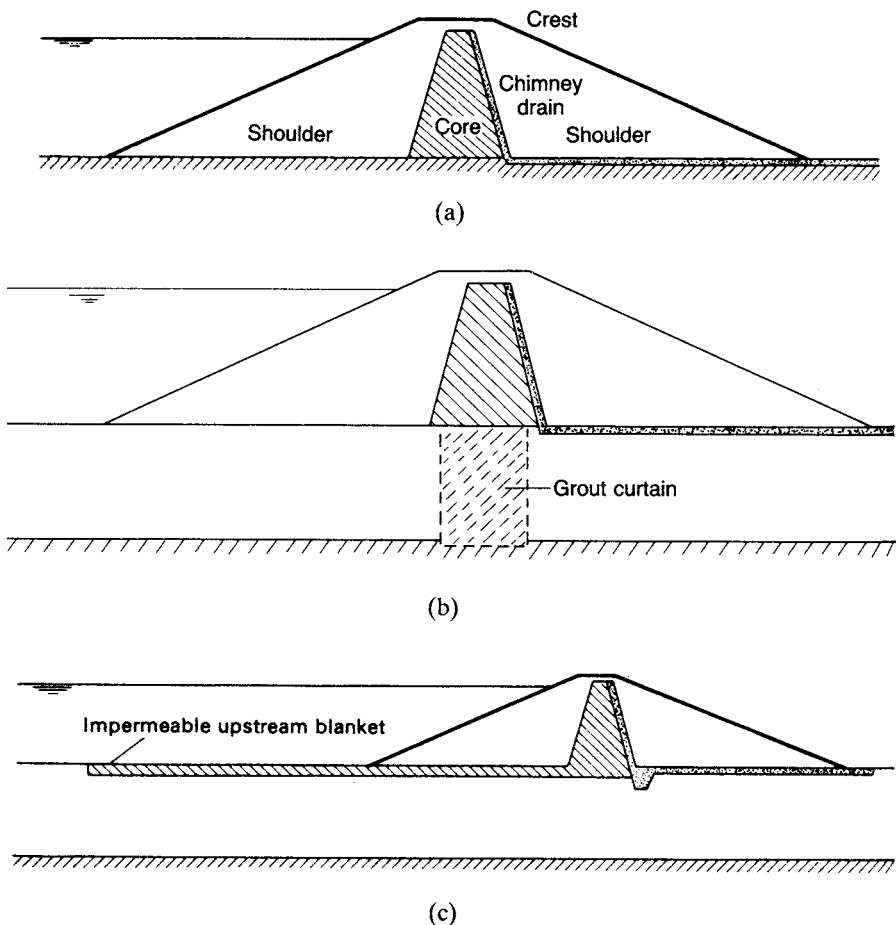 Crest
Chimney
drain
Shoulder
Core
Shoulder
(a)
Grout curtain
(b)
Impermeable upstream blanket
(c)